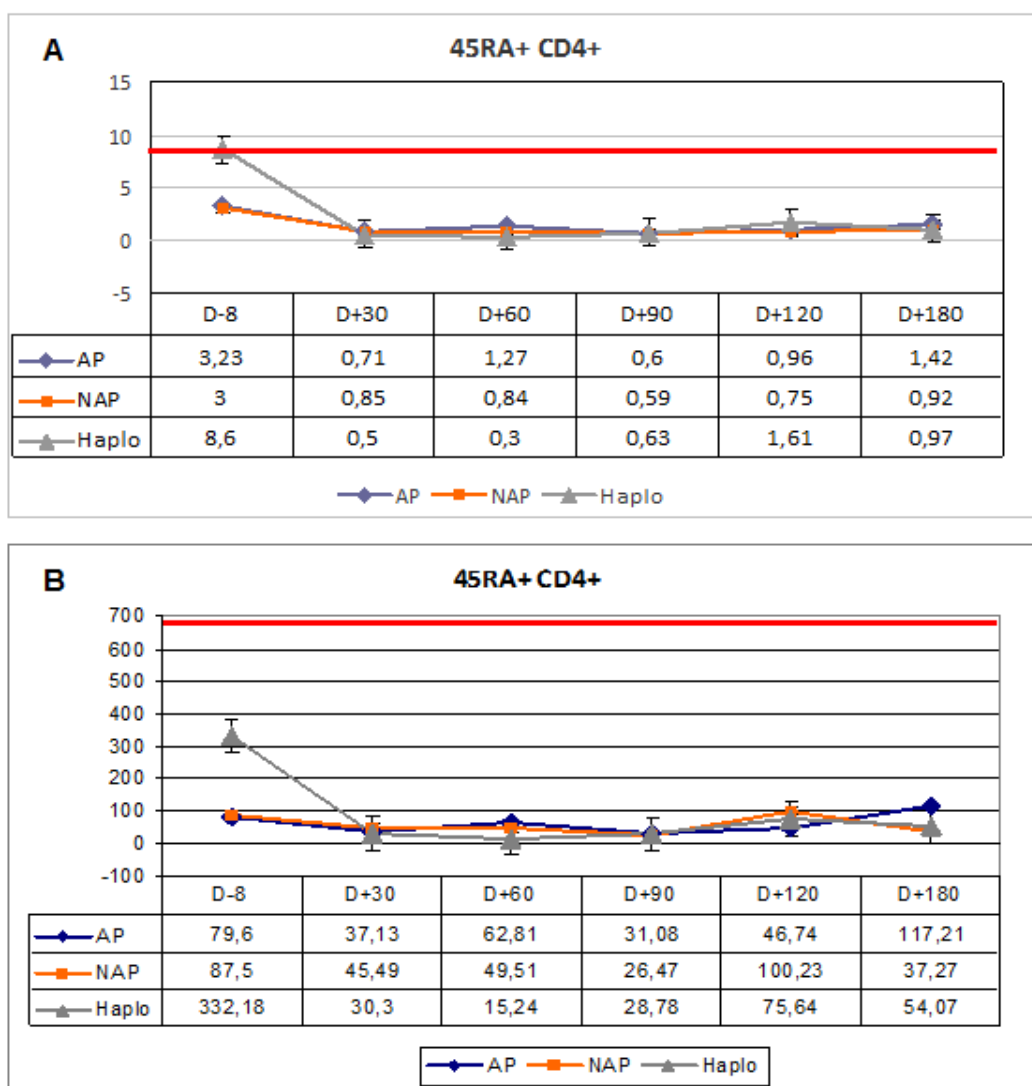 A
45RA+ CD4+
15
10
5
0
-5
D-8 D+30 D+60 D+90 D+120 D+180
AP 3,23 0,71 1,27 0,6 0,96 1,42
NAP 3 0,85 0,84 0,59 0,75 0,92
Haplo 8,6 0,5 0,3 0,63 1,61 0,97
AP NAP Haplo
B
45RA+ CD4+
700
600
500
400
300
200
100
0
-100
D-8 D+30 D+60 D+90 D+120 D+180
AP 79,6 37,13 62,81 31,08 46,74 117,21
NAP 87,5 45,49 49,51 26,47 100,23 37,27
Haplo 332,18 30,3 15,24 28,78 75,64 54,07
AP NAP Haplo